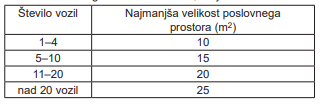 Število vozil Najmanjša velikost poslovnega
prostora (m²)
1–4 10
5–10 15
11–20 20
nad 20 vozil 25